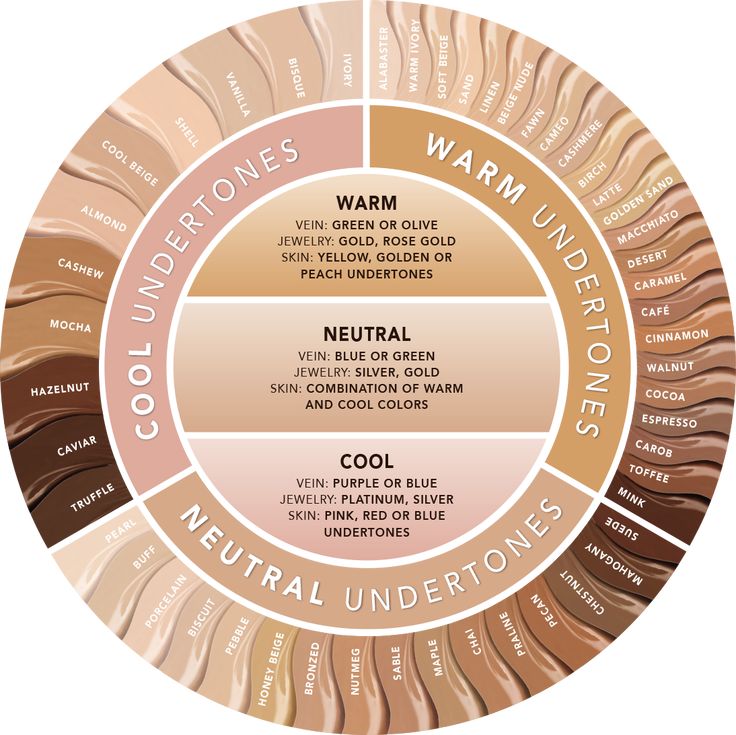 WARM
VEIN: GREEN OR OLIVE
JEWELRY: GOLD, ROSE GOLD
SKIN: YELLOW, GOLDEN OR
PEACH UNDERTONES
NEUTRAL
VEIN: BLUE OR GREEN
JEWELRY: SILVER, GOLD
SKIN: COMBINATION OF WARM
AND COOL COLORS
COOL
VEIN: PURPLE OR BLUE
JEWELRY: PLATINUM, SILVER
SKIN: PINK, RED OR BLUE
UNDERTONES
WARM UNDERTONES
ALABASTER
WARM IVORY
SOFT BEIGE
SAND
LINEN
BEIGE NUDE
FAWN
CAMEO
CASHMERE
BIRCH
LATTE
GOLDEN SAND
MACCHIATO
DESERT
CARAMEL
CAFÉ
CINNAMON
WALNUT
COCOA
ESPRESSO
CAROB
TOFFEE
MINK
NEUTRAL UNDERTONES
SUEDE
MAHOGANY
CHESTNUT
PECAN
PRALINE
CHAI
MAPLE
SABLE
NUTMEG
BRONZED
HONEY BEIGE
PEBBLE
BISCUIT
PORCELAIN
BUFF
PEARL
COOL UNDERTONES
TRUFFLE
CAVIAR
HAZELNUT
MOCHA
CASHEW
ALMOND
COOL BEIGE
SHELL
VANILLA
BISQUE
IVORY